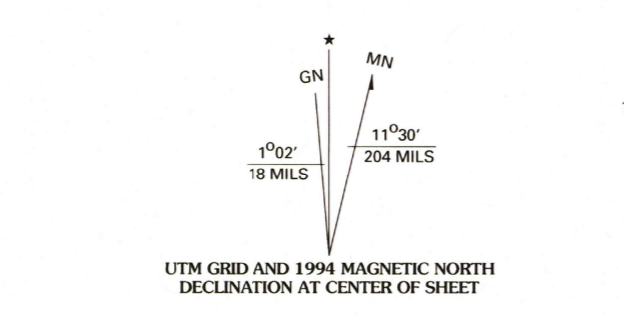 ★
GN
MN
1°02'
18 MILS
11°30'
204 MILS
UTM GRID AND 1994 MAGNETIC NORTH
DECLINATION AT CENTER OF SHEET